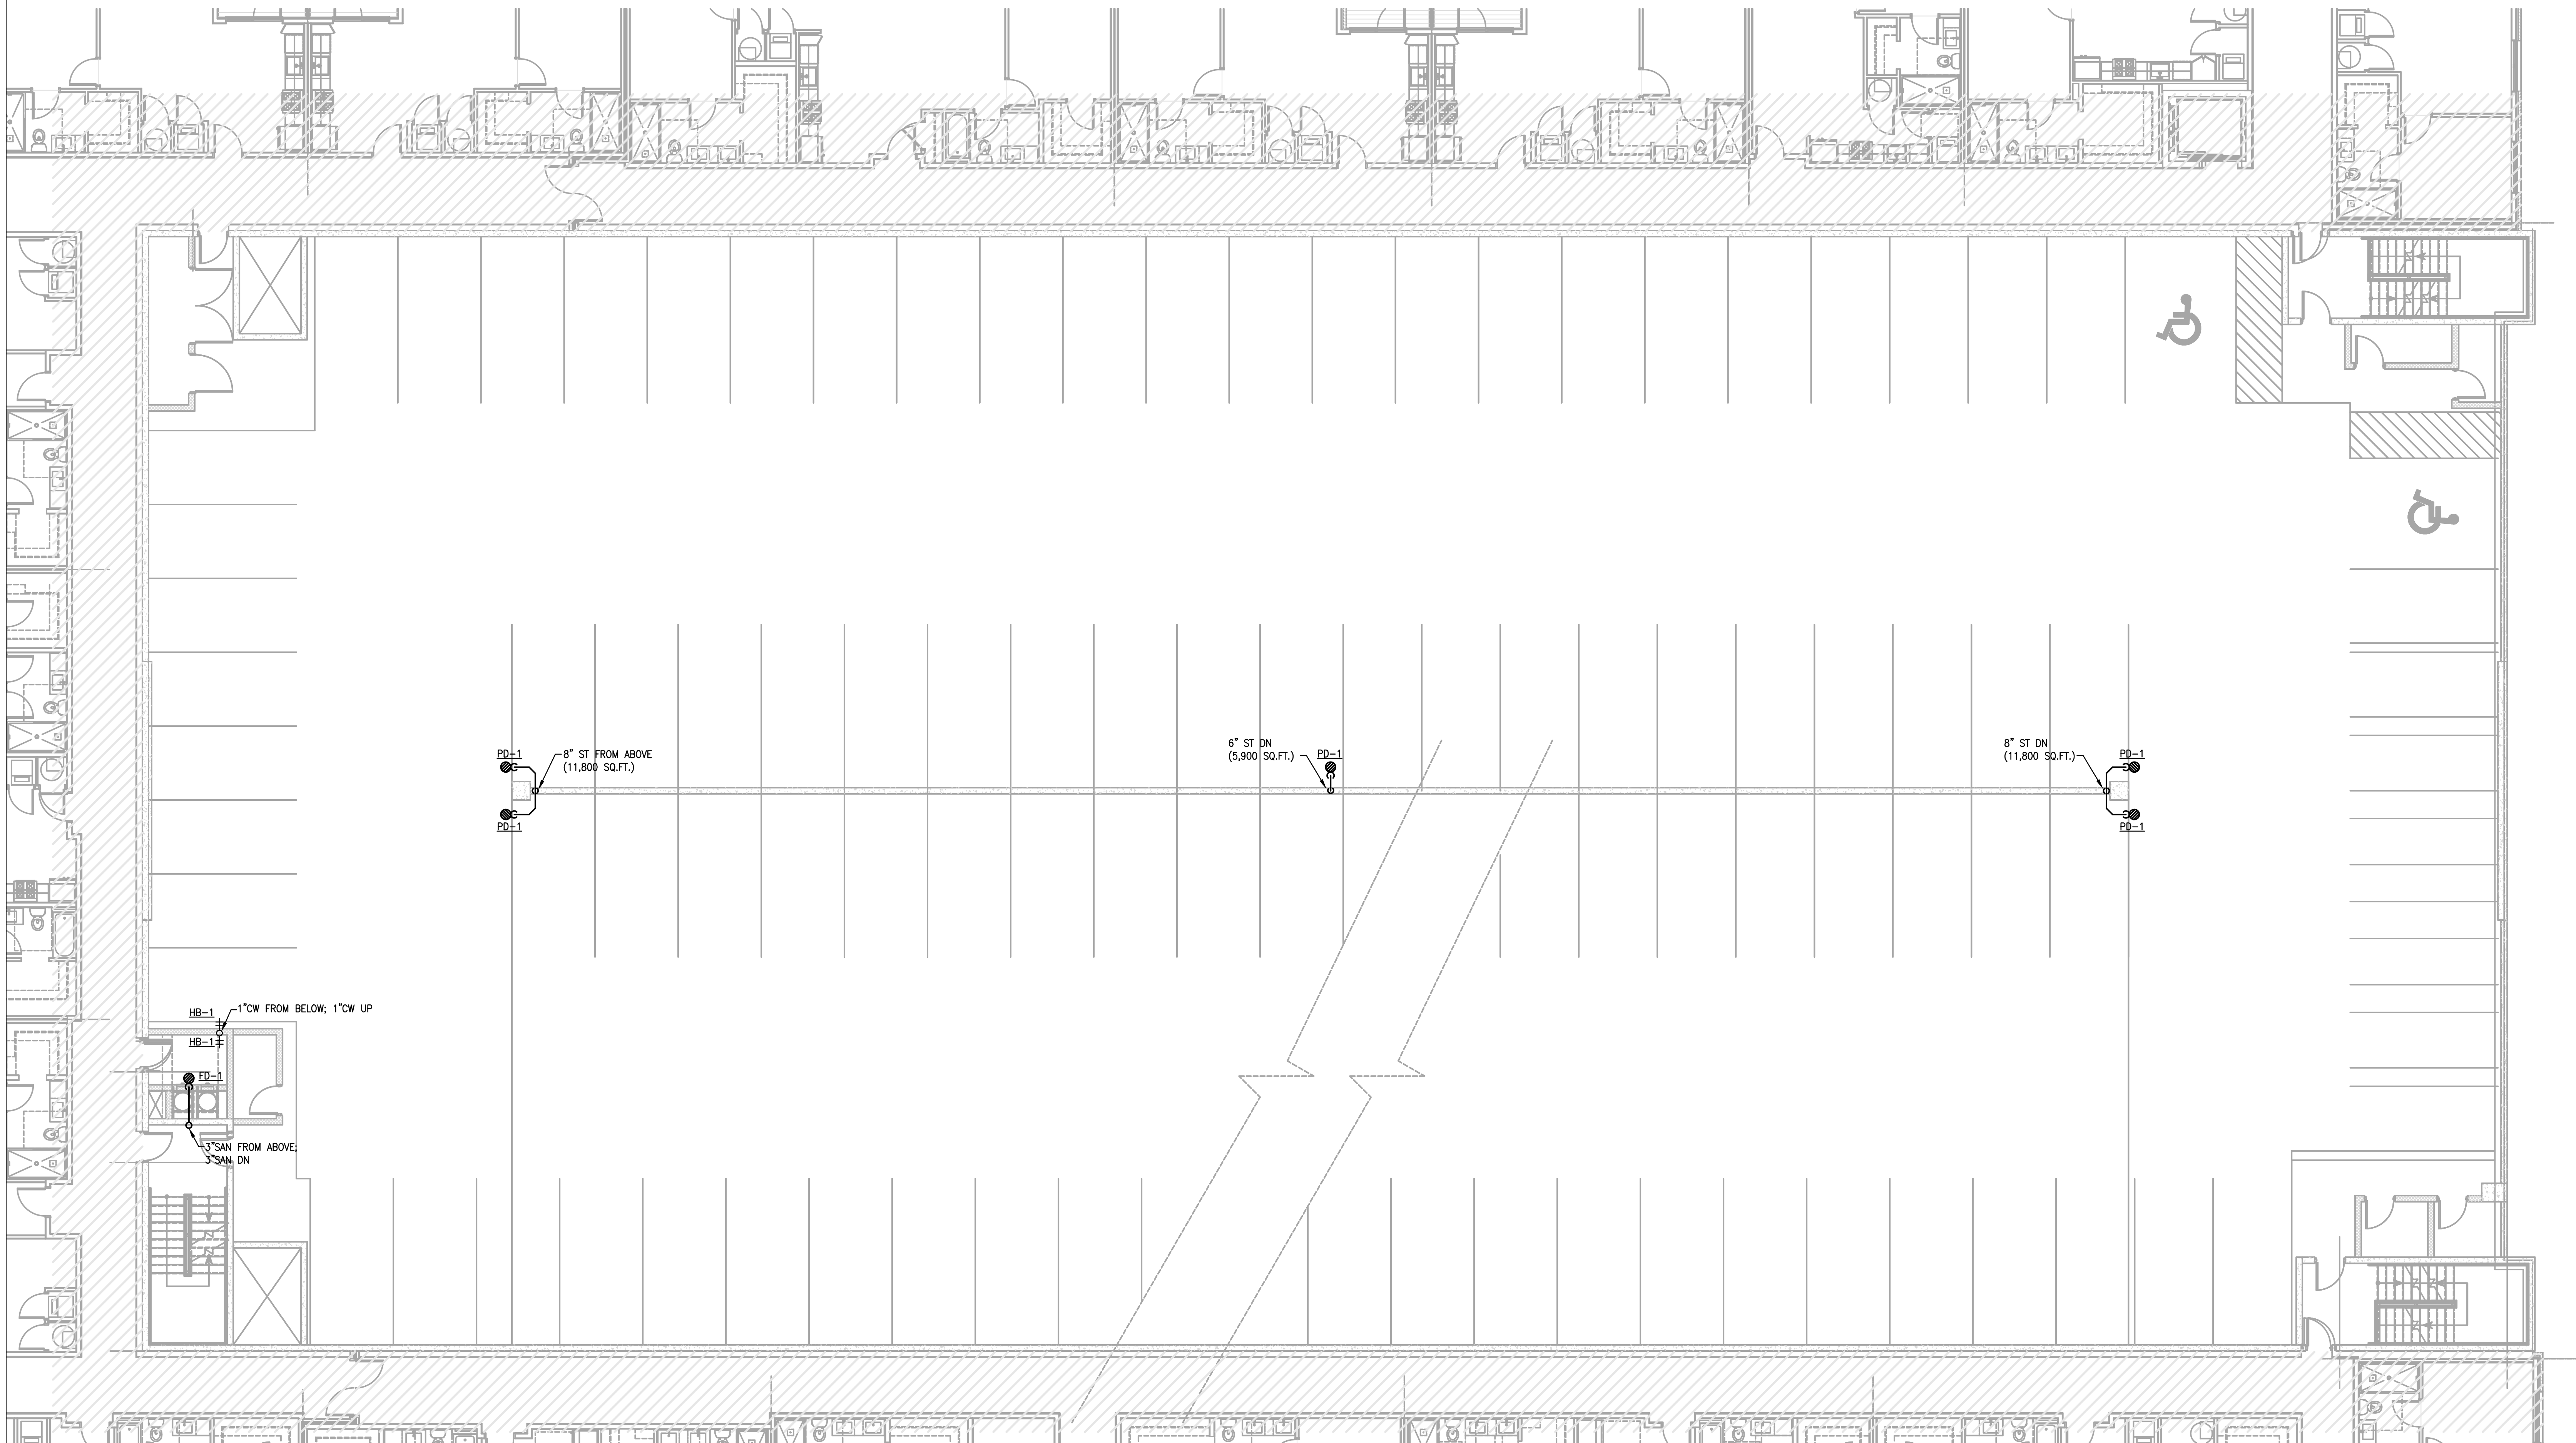 6" ST DN
(5,900 SQ.FT.)
PD-1
8" ST DN
(11,800 SQ.FT.)
PD-1
PD-1
8" ST FROM ABOVE
(11,800 SQ.FT.)
PD-1
PD-1
HB-1
1"CW FROM BELOW; 1"CW UP
HB-1
FD-1
3"SAN FROM ABOVE;
3"SAN DN